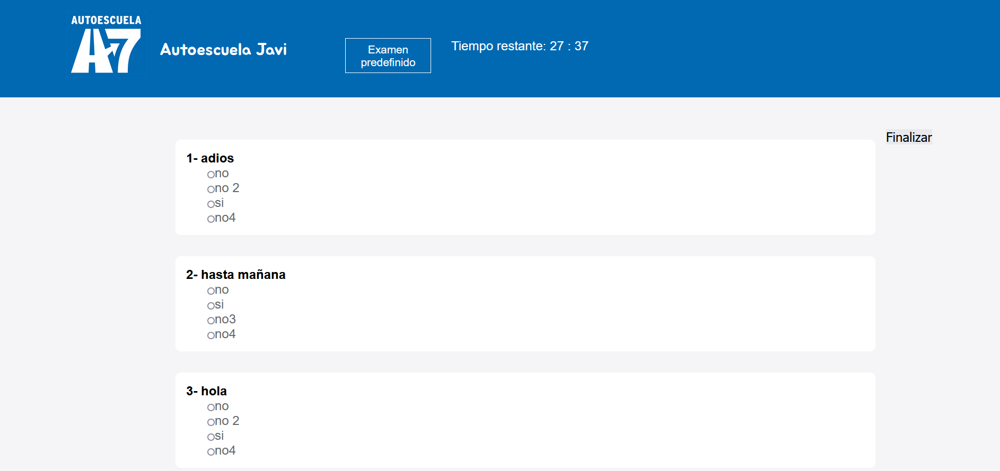 AUTOESCUELA
A7
Autoescuela Javi
Examen
predefinido
Tiempo restante: 27 : 37
Finalizar
1- adios
no
no 2
si
no4
2- hasta mañana
no
si
no3
no4
3- hola
no
no 2
si
no4